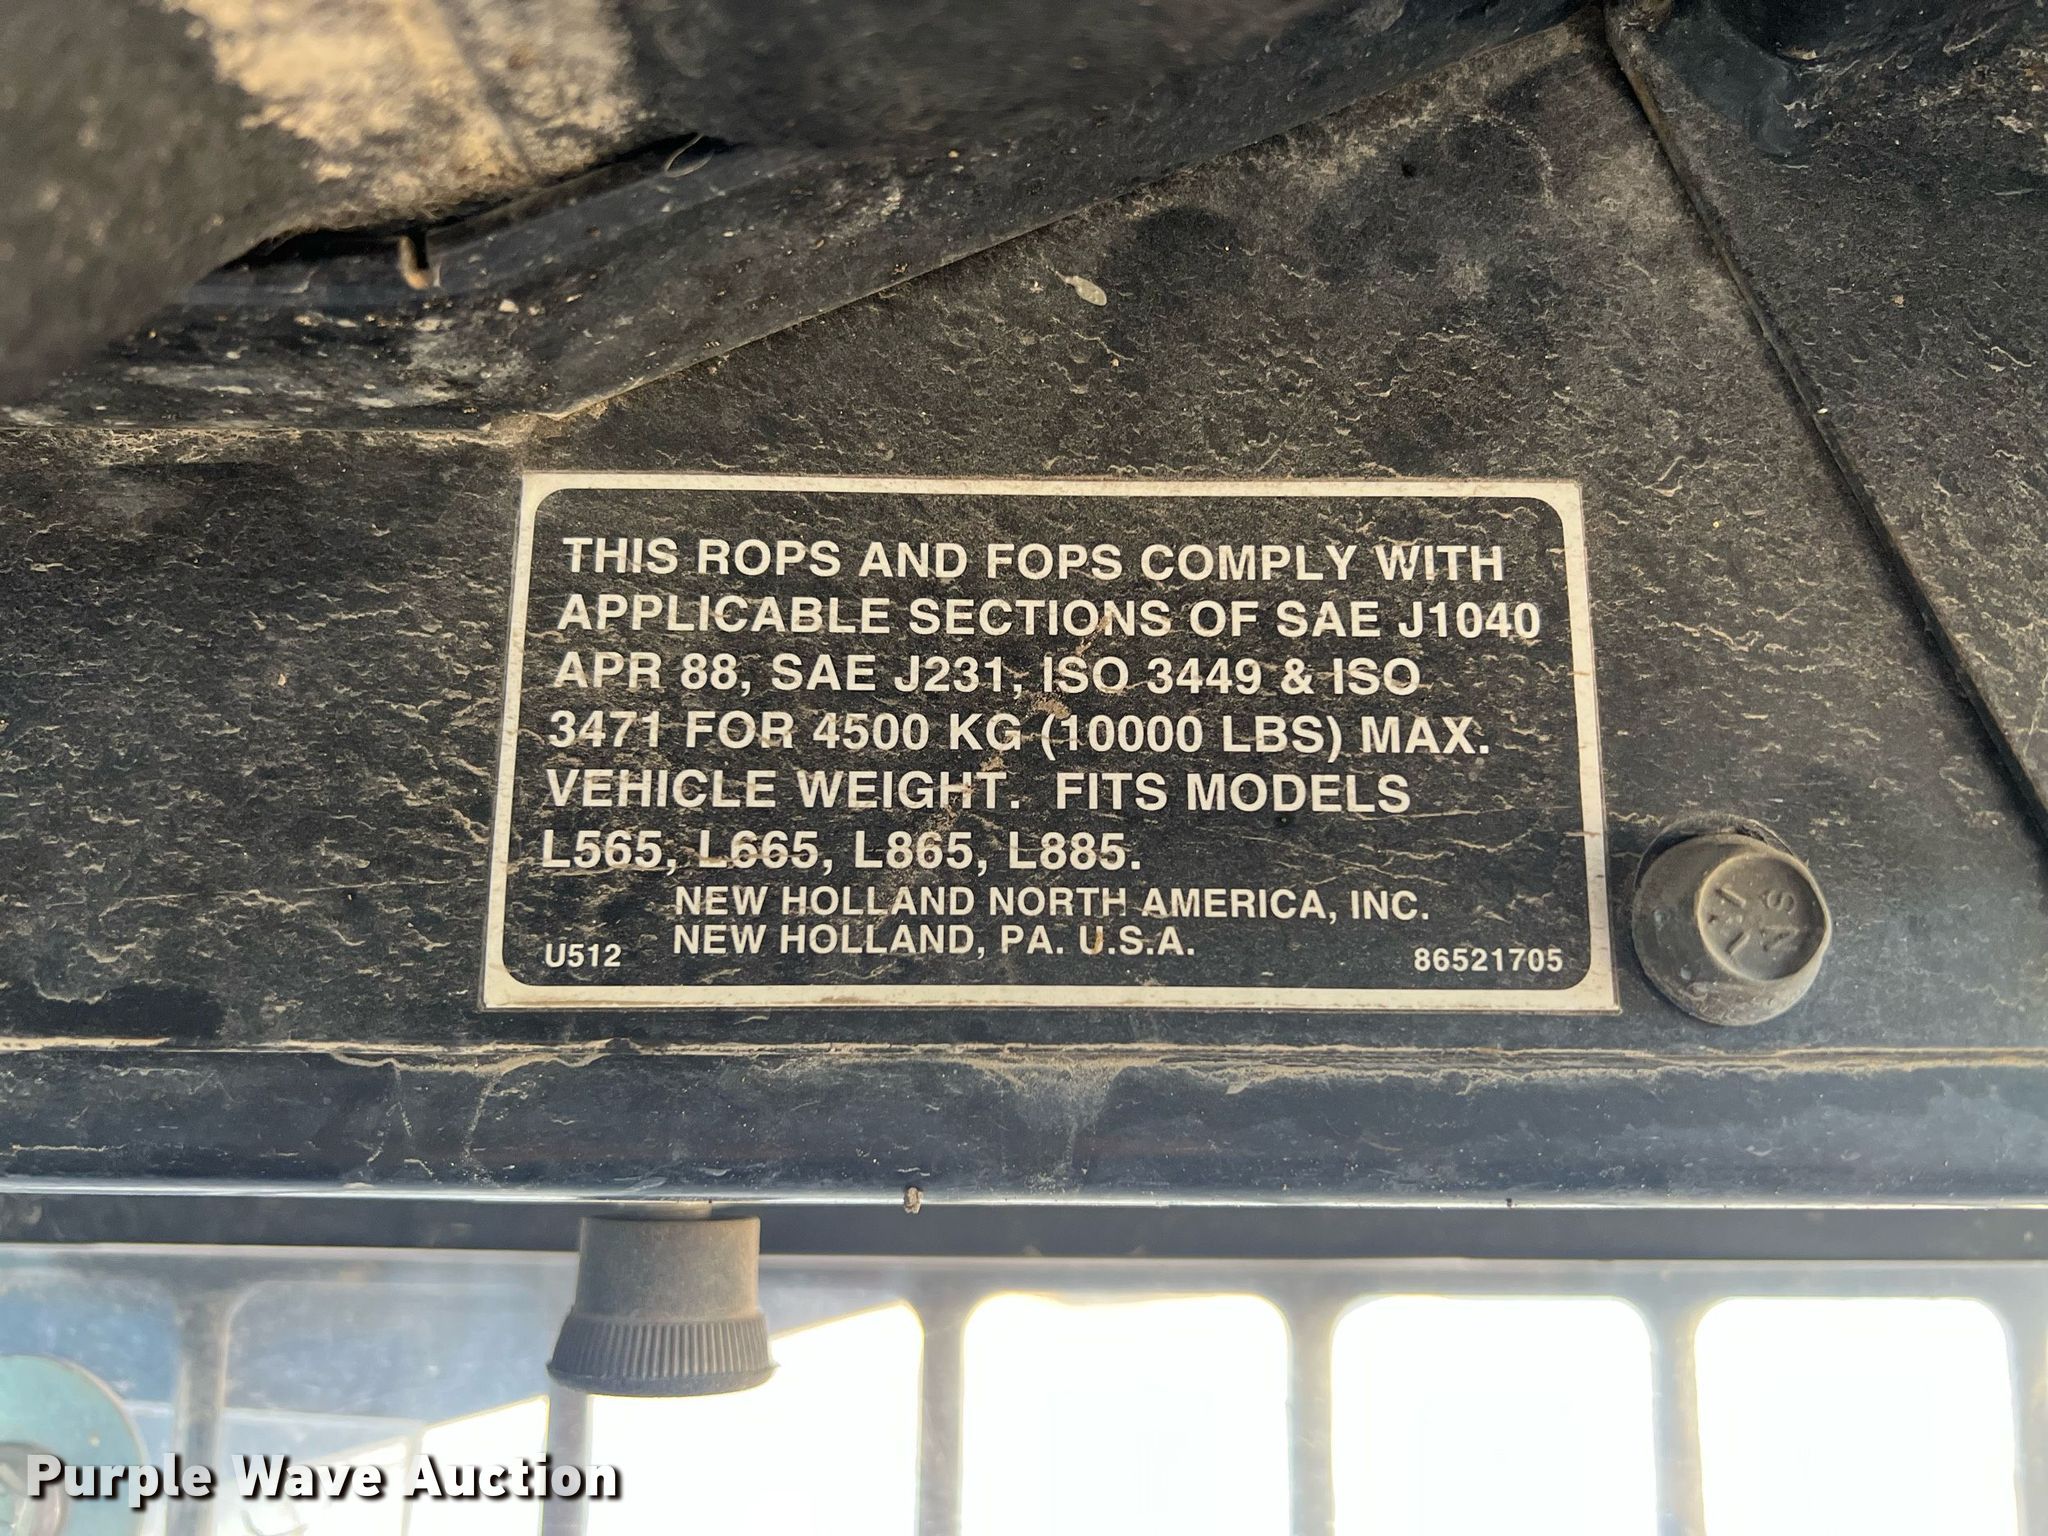 THIS ROPS AND FOPS COMPLY WITH
APPLICABLE SECTIONS OF SAE J1040
APR 88, SAE J231, ISO 3449 & ISO
3471 FOR 4500 KG (10000 LBS) MAX.
VEHICLE WEIGHT. FITS MODELS
L565, L665, L865, L885.
NEW HOLLAND NORTH AMERICA, INC.
NEW HOLLAND, PA. U.S.A.
U512
86521705
Purple Wave Auction